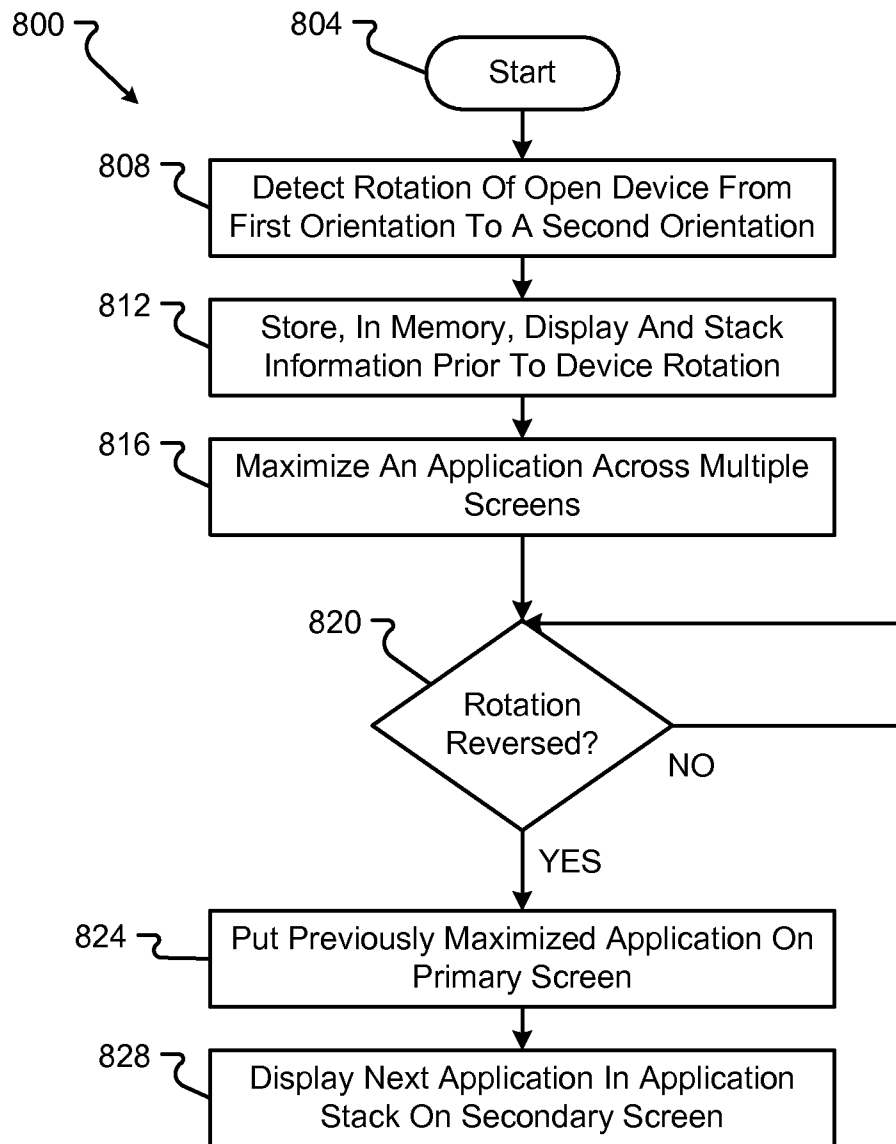 800
804
Start
808
Detect Rotation Of Open Device From
First Orientation To A Second Orientation
812
Store, In Memory, Display And Stack
Information Prior To Device Rotation
816
Maximize An Application Across Multiple
Screens
820
Rotation
Reversed?
NO
YES
824
Put Previously Maximized Application On
Primary Screen
828
Display Next Application In Application
Stack On Secondary Screen